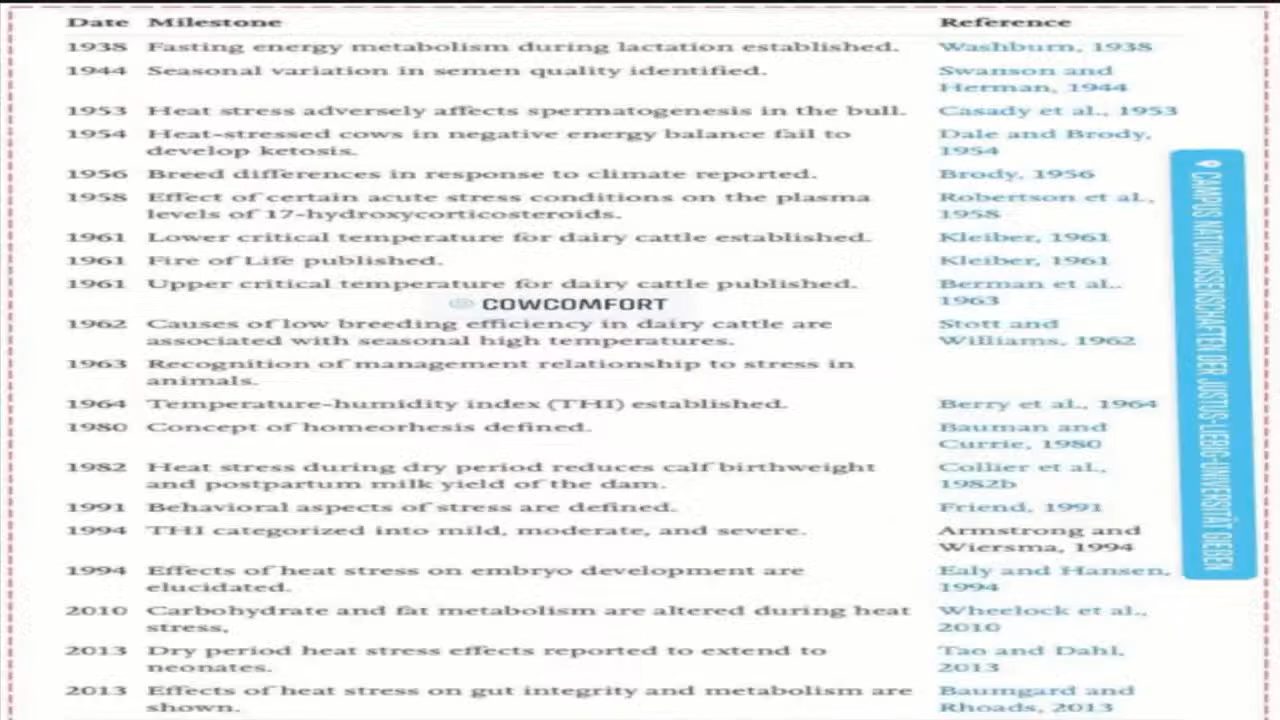 Date Milestone Reference
1938 Fasting energy metabolism during lactation established. Washburn, 1938
1944 Seasonal variation in semen quality identified. Swanson and
Herman, 1944
1953 Heat stress adversely affects spermatogenesis in the bull. Casady et al., 1953
1954 Heat-stressed cows in negative energy balance fail to Dale and Brody,
develop ketosis. 1954
1956 Breed differences in response to climate reported. Brody, 1956
1958 Effect of certain acute stress conditions on the plasma Robertson et al.,
levels of 17-hydroxycorticosteroids. 1958
1961 Lower critical temperature for dairy cattle established. Kleiber, 1961
1961 Fire of Life published. Kleiber, 1961
1961 Upper critical temperature for dairy cattle published. Berman et al.,
1963
COWCOMFORT
1962 Causes of low breeding efficiency in dairy cattle are Stott and
associated with seasonal high temperatures. Williams, 1962
1963 Recognition of management relationship to stress in
animals.
1964 Temperature-humidity index (THI) established. Berry et al., 1964
1980 Concept of homeorhesis defined. Bauman and
Currie, 1980
1982 Heat stress during dry period reduces calf birthweight Collier et al.,
and postpartum milk yield of the dam. 1982b
1991 Behavioral aspects of stress are defined. Friend, 1991
1994 THI categorized into mild, moderate, and severe. Armstrong and
Wiersma, 1994
1994 Effects of heat stress on embryo development are Ealy and Hansen,
elucidated. 1994
2010 Carbohydrate and fat metabolism are altered during heat Wheelock et al.,
stress, 2010
2013 Dry period heat stress effects reported to extend to Tao and Dahl,
neonates. 2013
2013 Effects of heat stress on gut integrity and metabolism are Baumgard and
shown. Rhoads, 2013
CAMPUS NATURWISSENSCHAFTEN DER JUSTUS-LIEBIG-UNIVERSITÄT GIEßEN